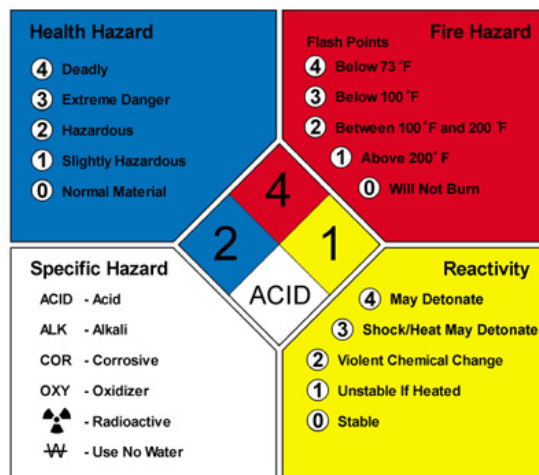 Health Hazard
4 Deadly
3 Extreme Danger
2 Hazardous
1 Slightly Hazardous
0 Normal Material
Fire Hazard
Flash Points
4 Below 73°F
3 Below 100°F
2 Between 100°F and 200°F
1 Above 200°F
0 Will Not Burn
4
2
1
ACID
Specific Hazard
ACID - Acid
ALK - Alkali
COR - Corrosive
OXY - Oxidizer
- Radioactive
W - Use No Water
Reactivity
4 May Detonate
3 Shock/Heat May Detonate
2 Violent Chemical Change
1 Unstable If Heated
0 Stable